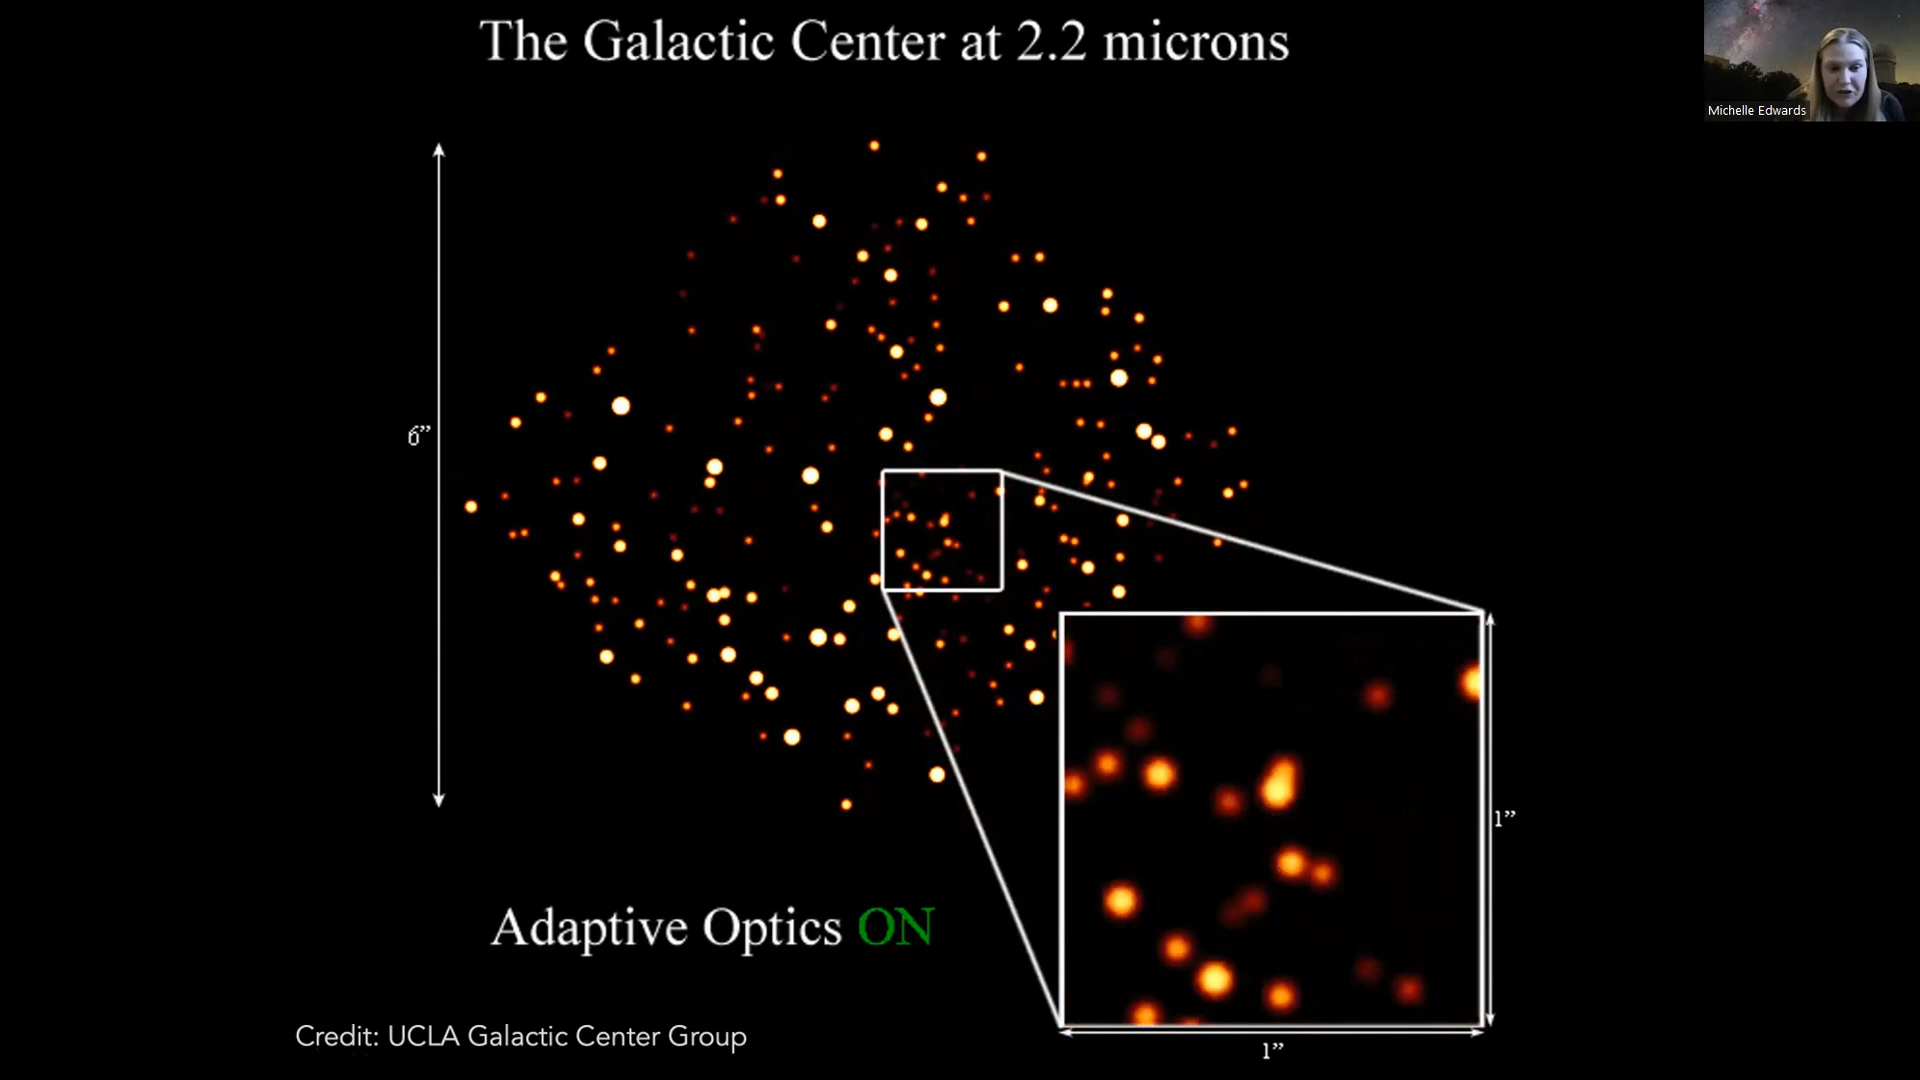 The Galactic Center at 2.2 microns
Michelle Edwards
6”
1”
Adaptive Optics ON
Credit: UCLA Galactic Center Group
1”